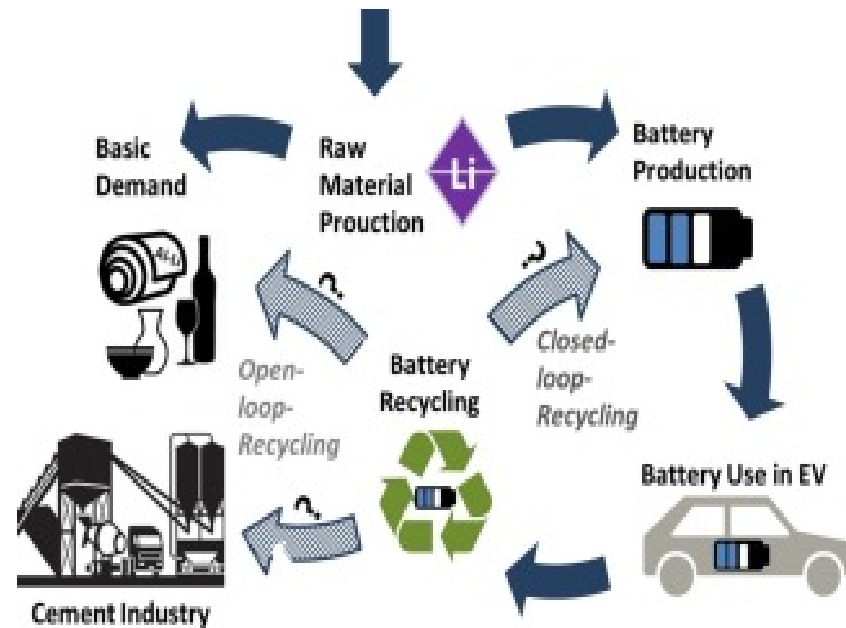 Basic
Demand
Raw
Material
Prouction
Li
Battery
Production
?
?
Open-
loop-
Recycling
Battery
Recycling
Closed-
loop-
Recycling
?
Battery Use in EV
Cement Industry